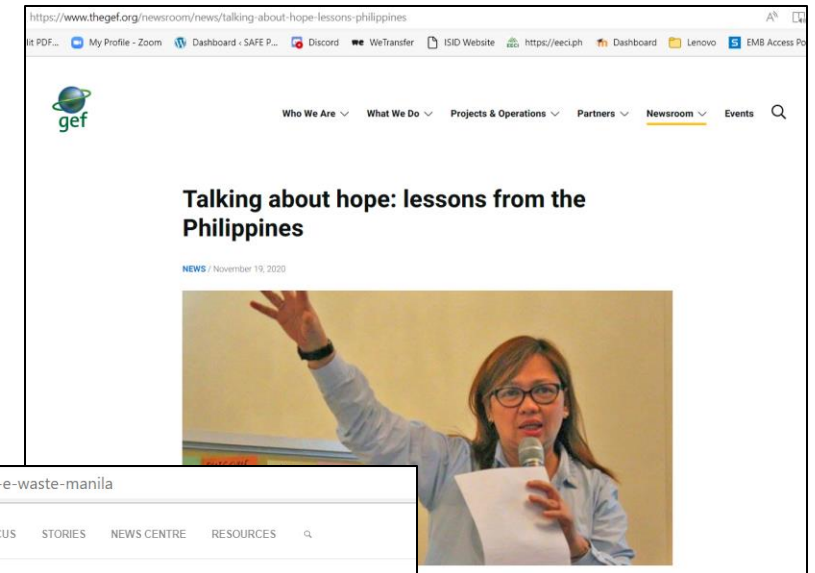 https://www.thegef.org/newsroom/news/talking-about-hope-lessons-philippines
lit PDF... My Profile - Zoom Dashboard ‹ SAFE P... Discord WeTransfer ISID Website https://eeci.ph Dashboard Lenovo EMB Access Po
gef
Who We Are What We Do Projects & Operations Partners Newsroom Events
Talking about hope: lessons from the
Philippines
NEWS / November 19, 2020
-e-waste-manila
CUS STORIES NEWS CENTRE RESOURCES